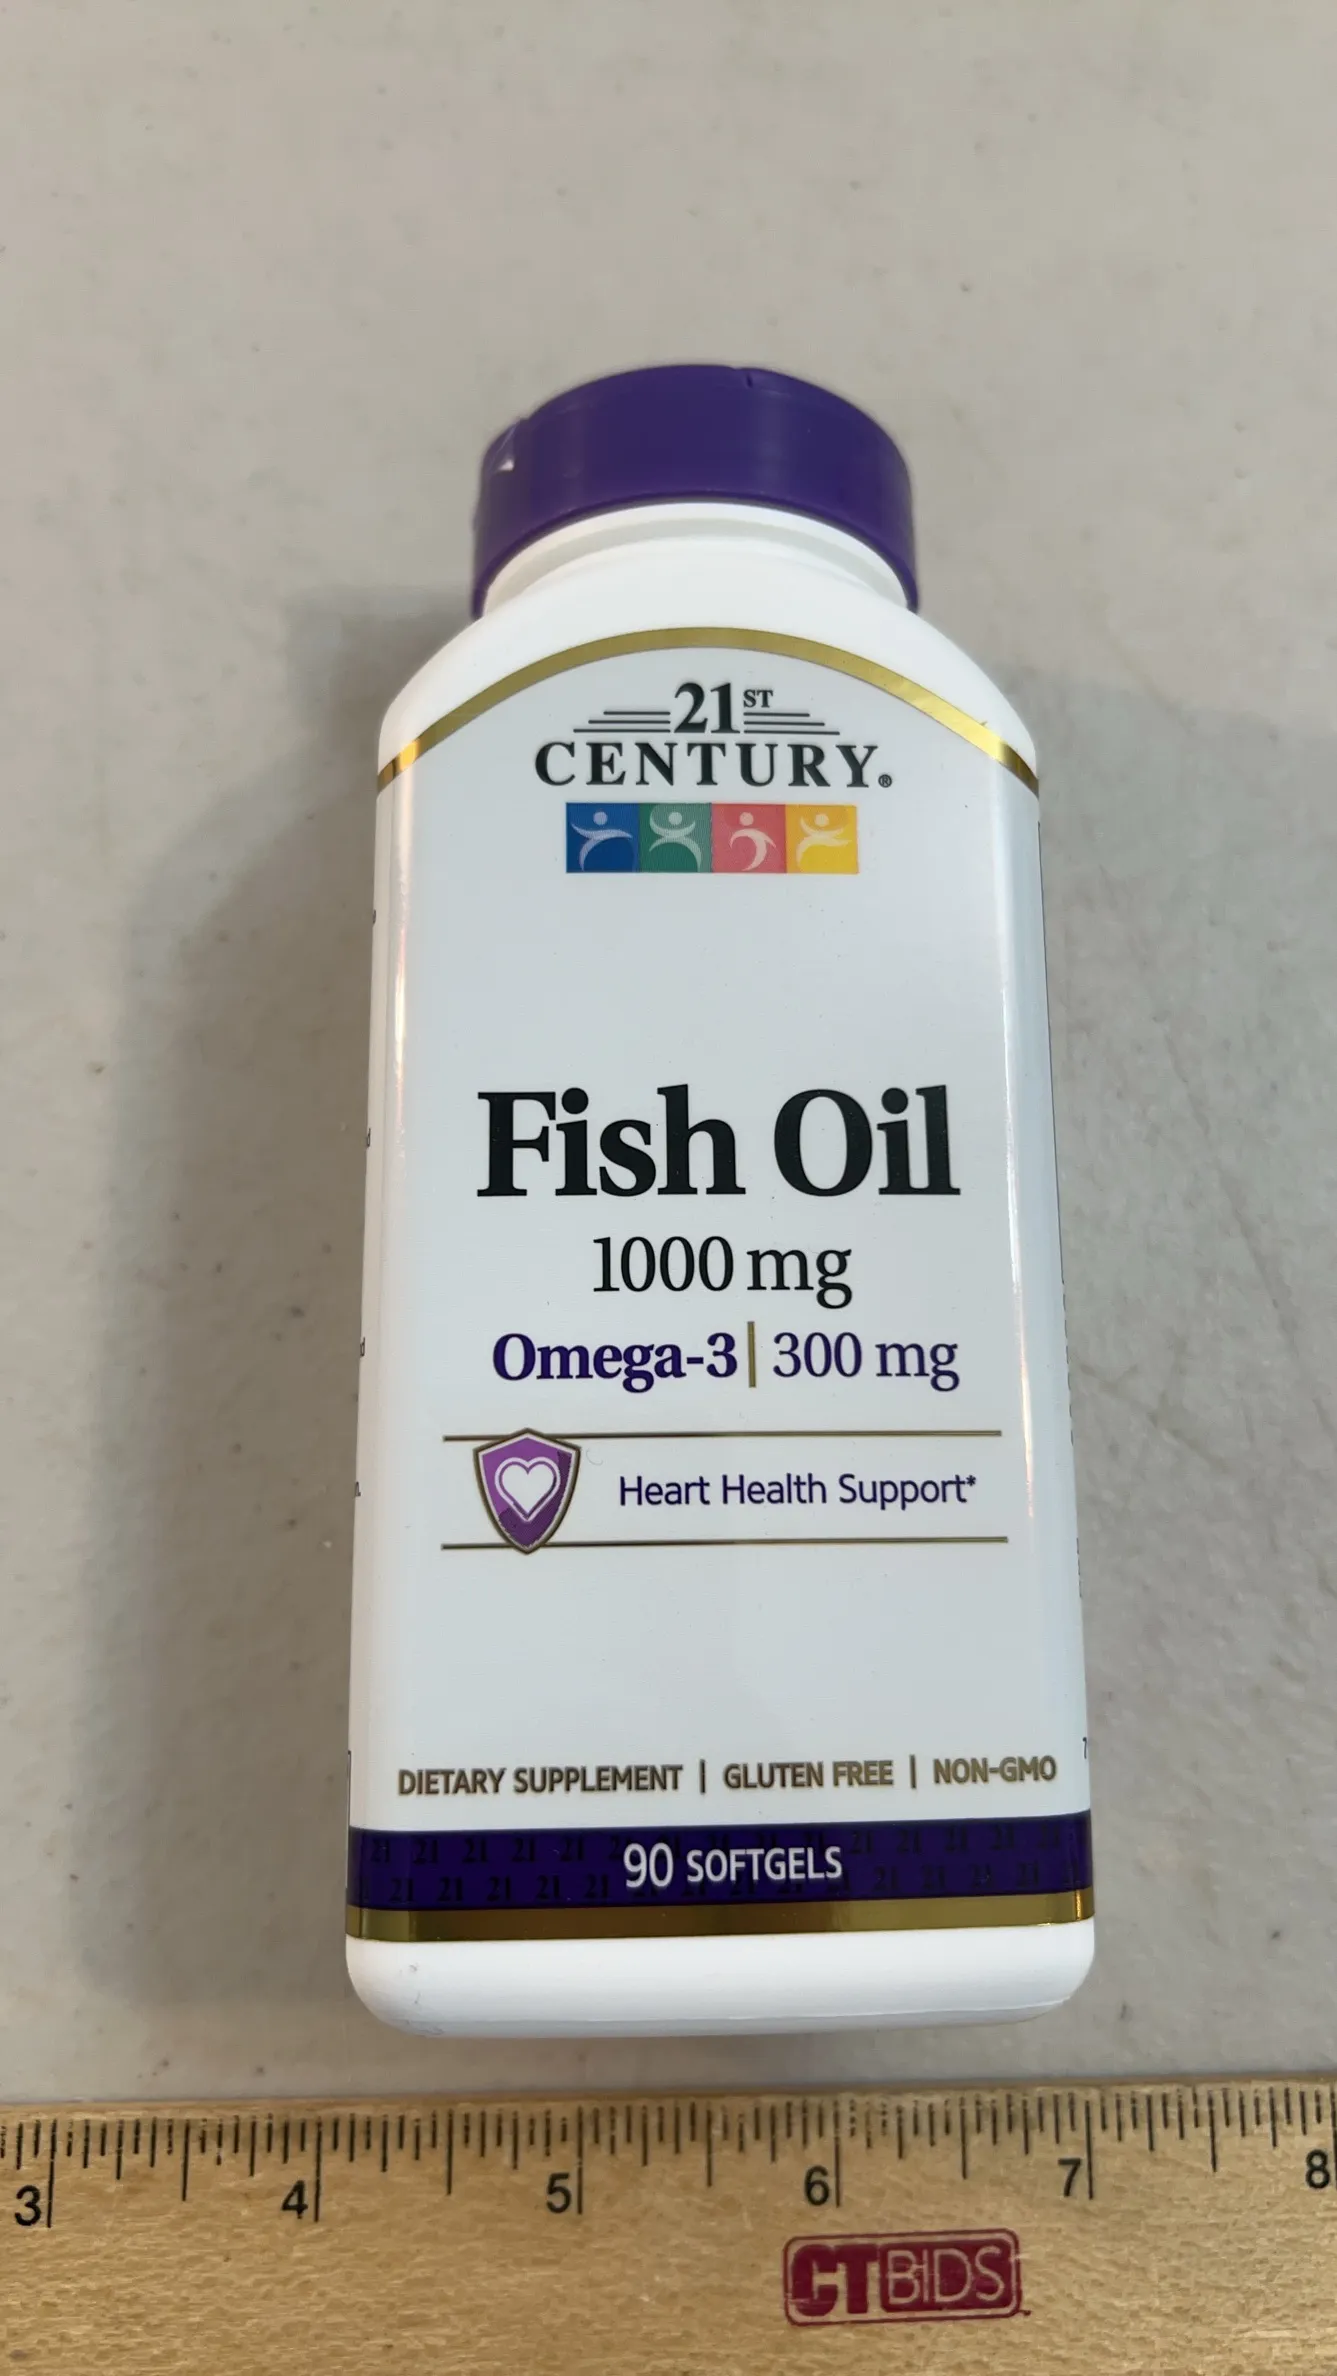 21ST
CENTURY®
Fish Oil
1000 mg
Omega-3 | 300 mg
Heart Health Support*
DIETARY SUPPLEMENT | GLUTEN FREE | NON-GMO
90 SOFTGELS
3 4 5 6 7 8
CTBIDS